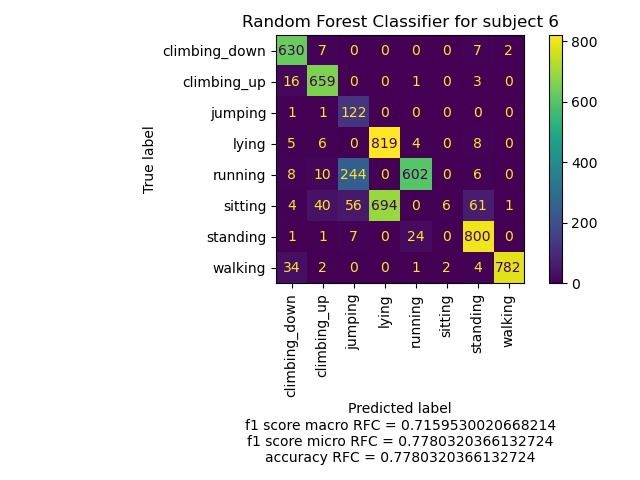 Random Forest Classifier for subject 6
True label
climbing_down 630 7 0 0 0 0 7 2
climbing_up 16 659 0 0 1 0 3 0
jumping 1 1 122 0 0 0 0 0
lying 5 6 0 819 4 0 8 0
running 8 10 244 0 602 0 6 0
sitting 4 40 56 694 0 6 61 1
standing 1 1 7 0 24 0 800 0
walking 34 2 0 0 1 2 4 782
climbing_down climbing_up jumping lying running sitting standing walking
800
600
400
200
0
Predicted label
f1 score macro RFC = 0.7159530020668214
f1 score micro RFC = 0.7780320366132724
accuracy RFC = 0.7780320366132724